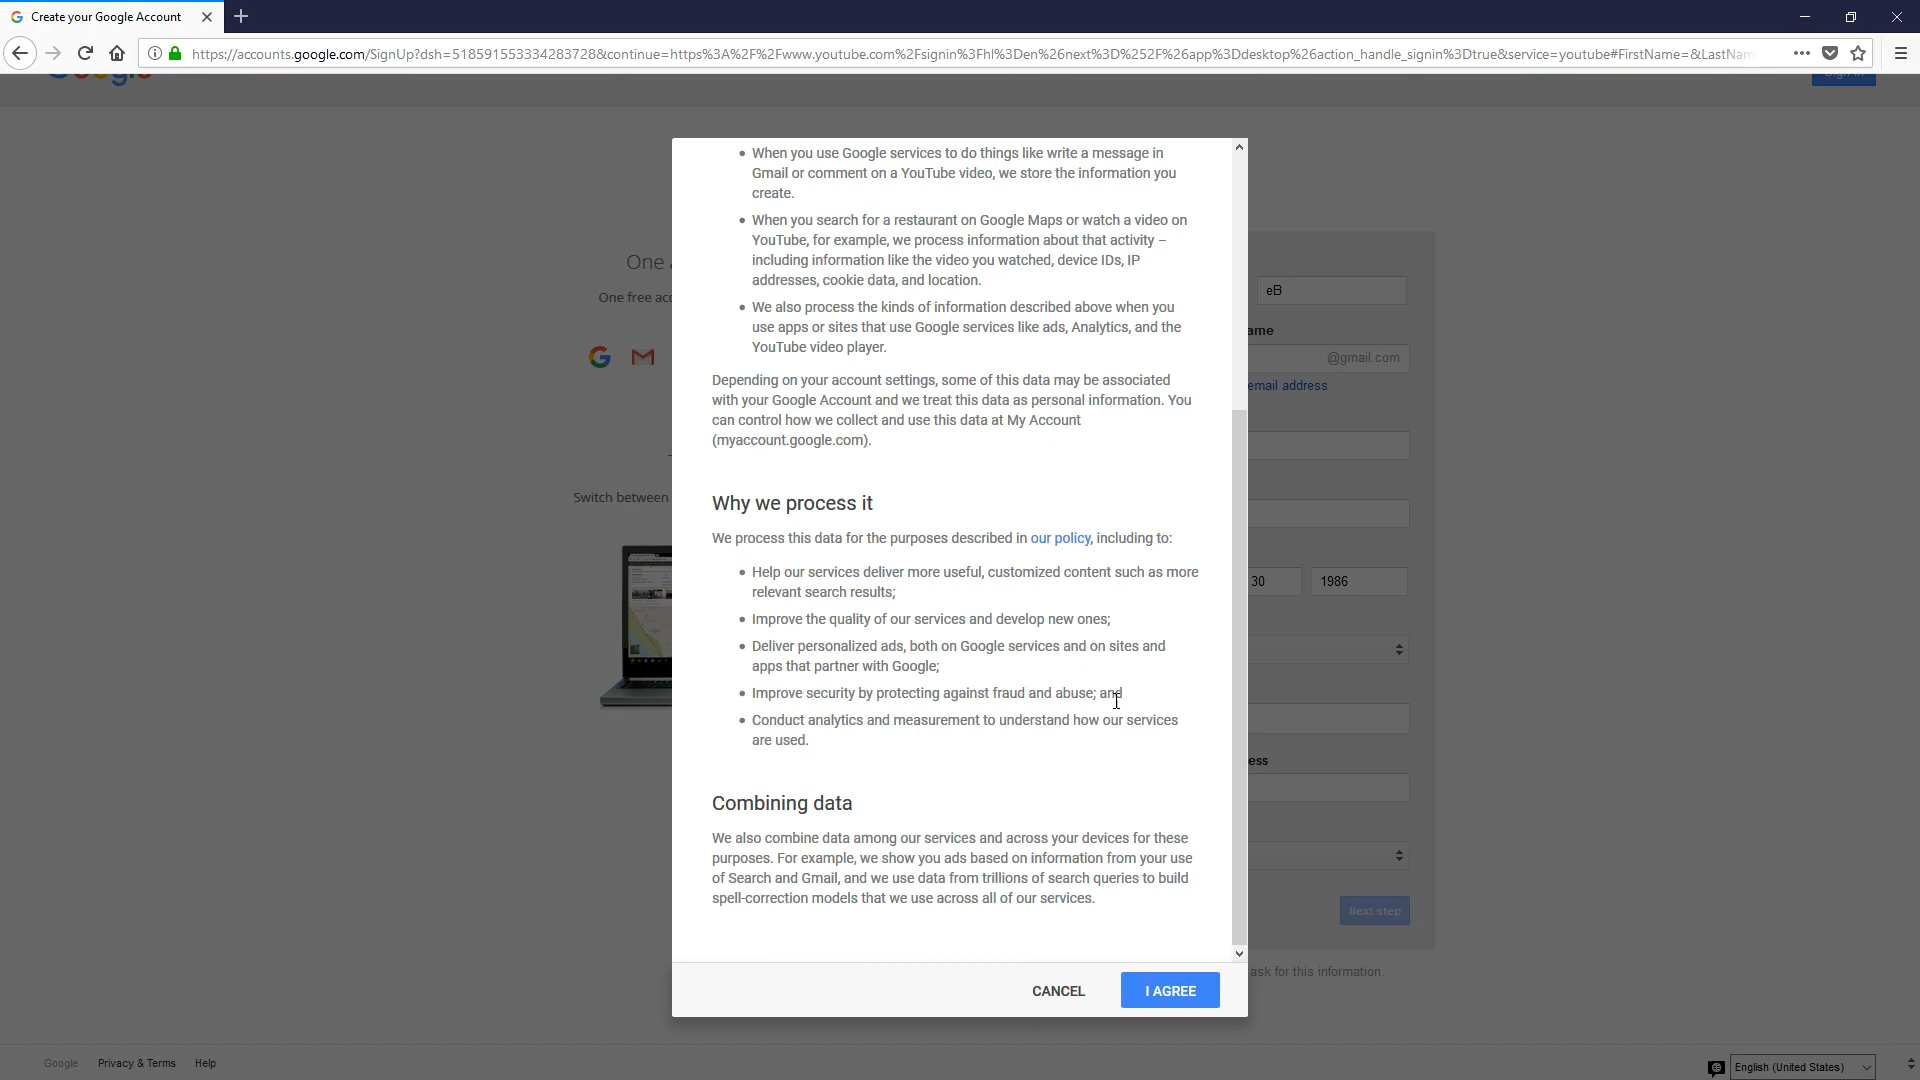 Create your Google Account
https://accounts.google.com/SignUp?dsh=518591553334283728&continue=https%3A%2F%2Fwww.youtube.com%2Fsignin%3Fhl%3Den%26next%3D%252F%26app%3Ddesktop%26action_handle_signin%3Dtrue&service=youtube#FirstName=&LastNam
• When you use Google services to do things like write a message in
Gmail or comment on a YouTube video, we store the information you
create.
• When you search for a restaurant on Google Maps or watch a video on
YouTube, for example, we process information about that activity –
including information like the video you watched, device IDs, IP
addresses, cookie data, and location.
• We also process the kinds of information described above when you
use apps or sites that use Google services like ads, Analytics, and the
YouTube video player.
Depending on your account settings, some of this data may be associated
with your Google Account and we treat this data as personal information. You
can control how we collect and use this data at My Account
(myaccount.google.com).
Why we process it
We process this data for the purposes described in our policy, including to:
• Help our services deliver more useful, customized content such as more
relevant search results;
• Improve the quality of our services and develop new ones;
• Deliver personalized ads, both on Google services and on sites and
apps that partner with Google;
• Improve security by protecting against fraud and abuse; and
• Conduct analytics and measurement to understand how our services
are used.
Combining data
We also combine data among our services and across your devices for these
purposes. For example, we show you ads based on information from your use
of Search and Gmail, and we use data from trillions of search queries to build
spell-correction models that we use across all of our services.
CANCEL
I AGREE
One
One free
Switch between
eB
ame
@gmail.com
email address
30
1986
ess
Next step
ask for this information.
Google
Privacy & Terms
Help
English (United States)